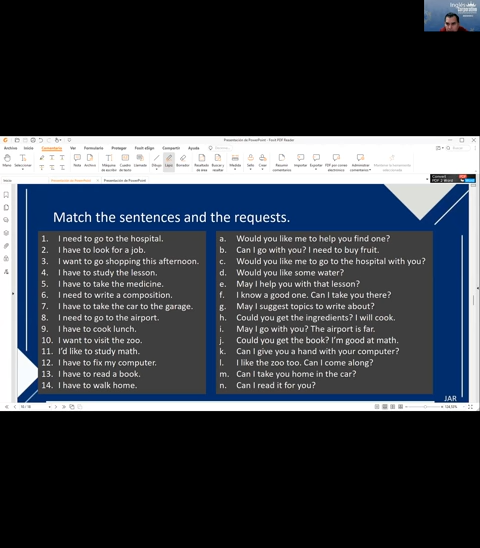 Inglés
Presentación de PowerPoint - Foxit PDF Reader
Archivo Inicio Comentario Ver Formulario Proteger Foxit eSign Compartir Ayuda
Presentación de PowerPoint Presentación de PowerPoint
Match the sentences and the requests.
1. I need to go to the hospital.
2. I have to look for a job.
3. I want to go shopping this afternoon.
4. I have to study the lesson.
5. I have to take the medicine.
6. I need to write a composition.
7. I have to take the car to the garage.
8. I need to go to the airport.
9. I have to cook lunch.
10. I want to visit the zoo.
11. I'd like to study math.
12. I have to fix my computer.
13. I have to read a book.
14. I have to walk home.
a. Would you like me to help you find one?
b. Can I go with you? I need to buy fruit.
c. Would you like me to go to the hospital with you?
d. Would you like some water?
e. May I help you with that lesson?
f. I know a good one. Can I take you there?
g. May I suggest topics to write about?
h. Could you get the ingredients? I will cook.
i. May I go with you? The airport is far.
j. Could you get the book? I'm good at math.
k. Can I give you a hand with your computer?
l. I like the zoo too. Can I come along?
m. Can I take you home in the car?
n. Can I read it for you?
JAR